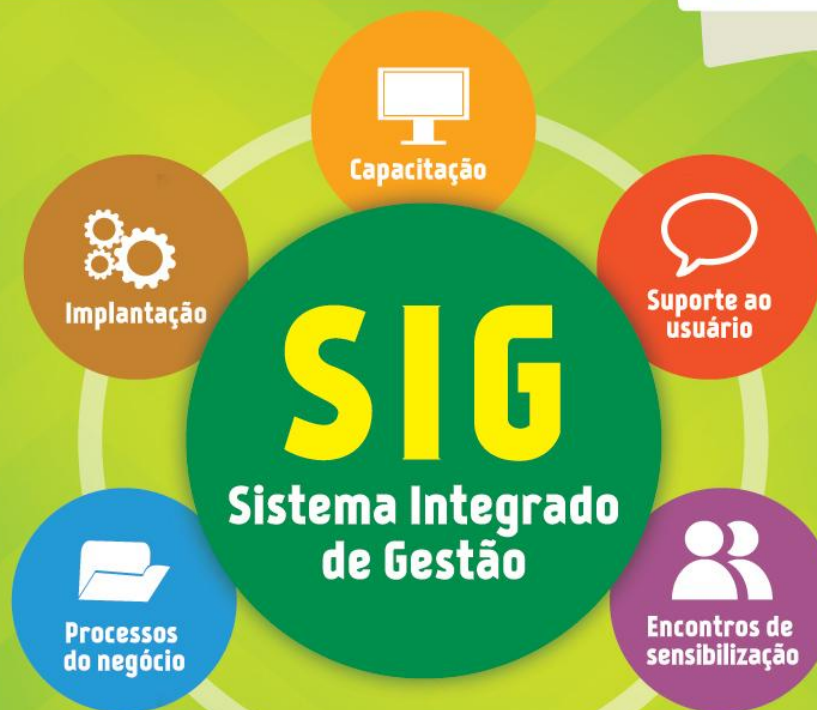 Capacitação
Implantação
Suporte ao
usuário
SIG
Sistema Integrado
de Gestão
Processos
do negócio
Encontros de
sensibilização